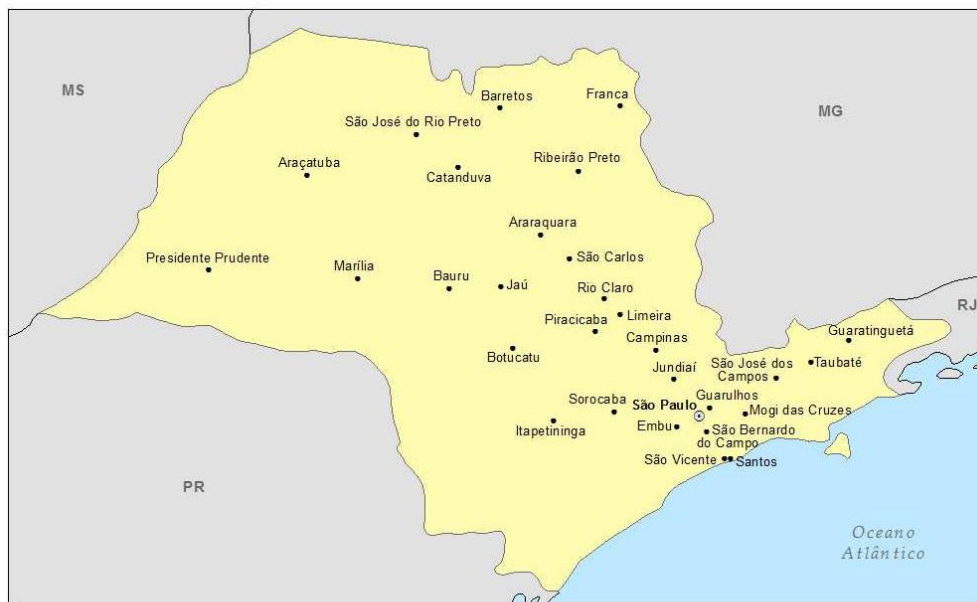 MS
Barretos
Franca
MG
São José do Rio Preto
Araçatuba
Catanduva
Ribeirão Preto
Araraquara
São Carlos
Presidente Prudente
Marília
Bauru
Jaú
Rio Claro
Limeira
Piracicaba
RJ
Guaratinguetá
Botucatu
Campinas
São José dos
Campos
Taubaté
Jundiaí
Sorocaba
São Paulo
Guarulhos
Mogi das Cruzes
Itapetininga
Embu
São Bernardo
do Campo
São Vicente
Santos
PR
Oceano
Atlântico